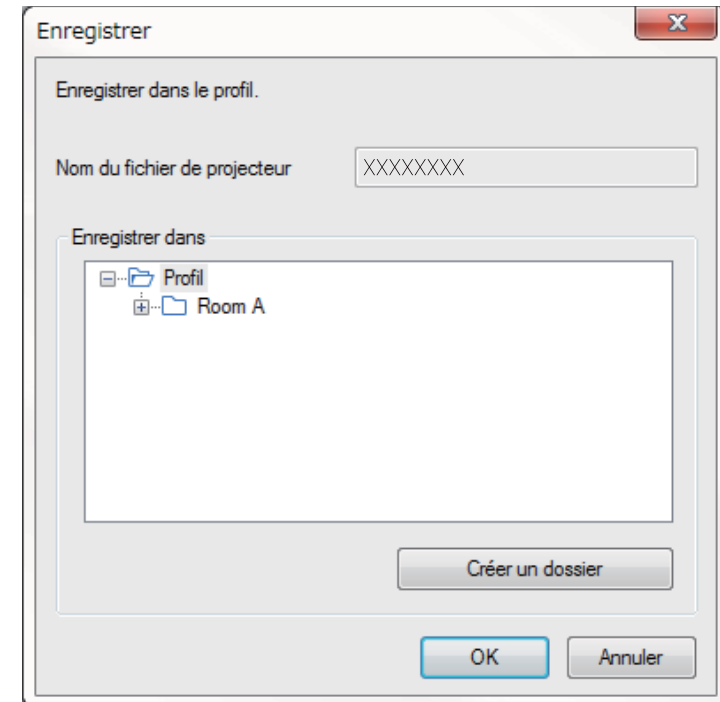 Enregistrer
Enregistrer dans le profil.
Nom du fichier de projecteur XXXXXXXX
Enregistrer dans
Profil
Room A
Créer un dossier
OK Annuler